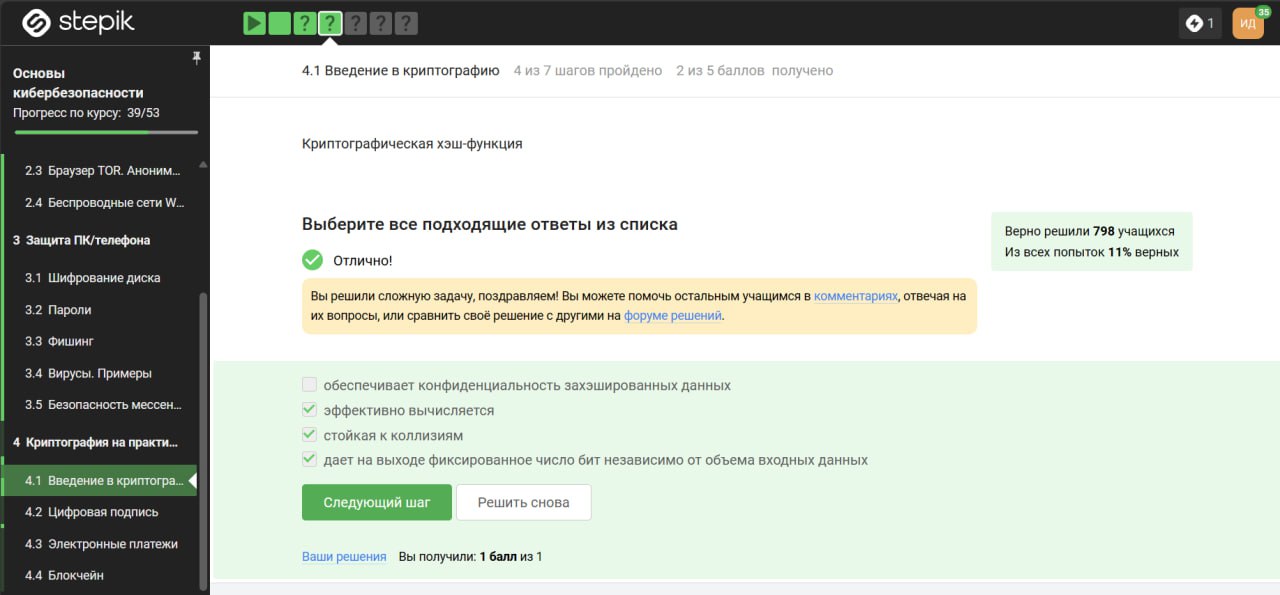 stepik
? ? ? ? ?
1
ИД
35
Основы
кибербезопасности
Прогресс по курсу: 39/53
2.3 Браузер TOR. Аноним...
2.4 Беспроводные сети W...
3 Защита ПК/телефона
3.1 Шифрование диска
3.2 Пароли
3.3 Фишинг
3.4 Вирусы. Примеры
3.5 Безопасность мессен...
4 Криптография на практи...
4.1 Введение в криптогра...
4.2 Цифровая подпись
4.3 Электронные платежи
4.4 Блокчейн
4.1 Введение в криптографию 4 из 7 шагов пройдено 2 из 5 баллов получено
Криптографическая хэш-функция
Выберите все подходящие ответы из списка
Отлично!
Вы решили сложную задачу, поздравляем! Вы можете помочь остальным учащимся в комментариях, отвечая на
их вопросы, или сравнить своё решение с другими на форуме решений.
Верно решили 798 учащихся
Из всех попыток 11% верных
обеспечивает конфиденциальность захэшированных данных
эффективно вычисляется
стойкая к коллизиям
дает на выходе фиксированное число бит независимо от объема входных данных
Следующий шаг
Решить снова
Ваши решения Вы получили: 1 балл из 1